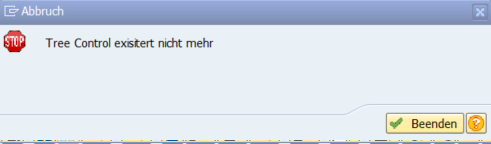 Abbruch
STOP
Tree Control exisitert nicht mehr
Beenden
?